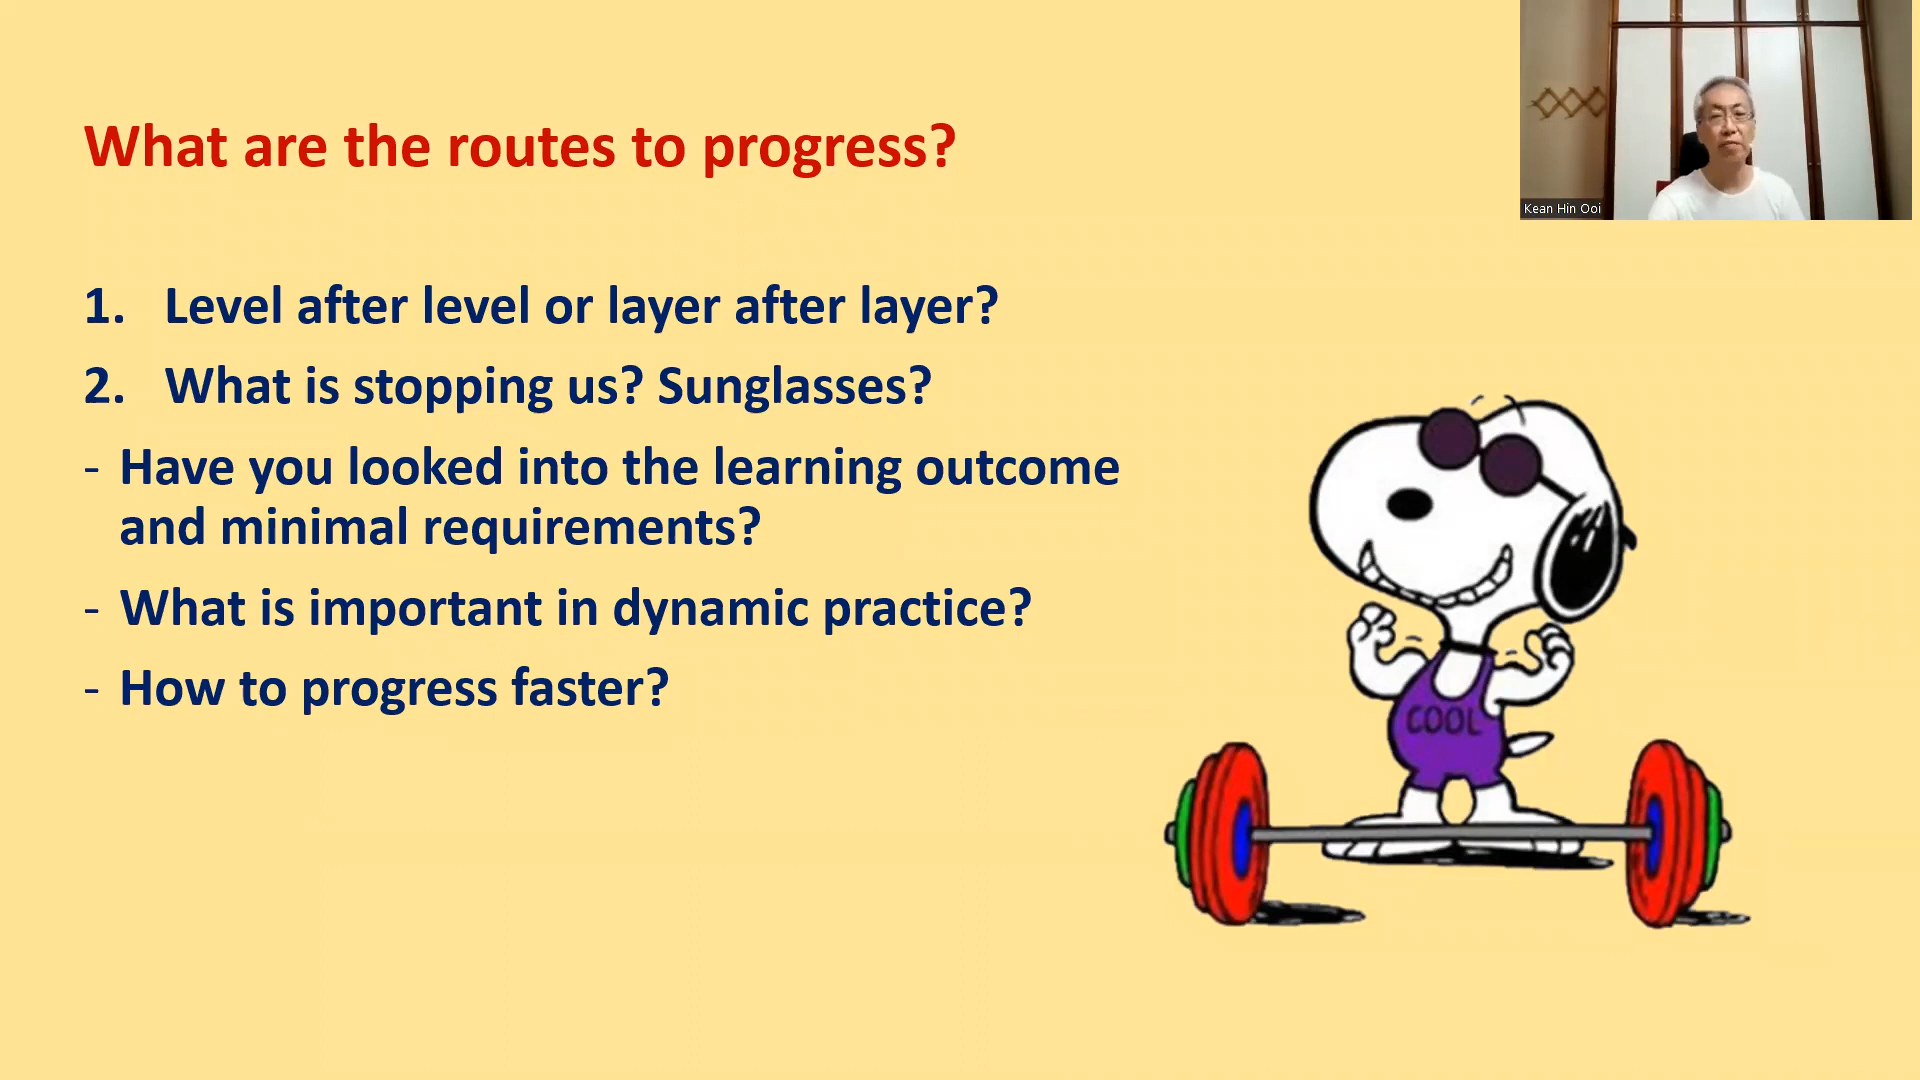 What are the routes to progress?
Kean Hin Ooi
1. Level after level or layer after layer?
2. What is stopping us? Sunglasses?
- Have you looked into the learning outcome
and minimal requirements?
- What is important in dynamic practice?
- How to progress faster?
COOL